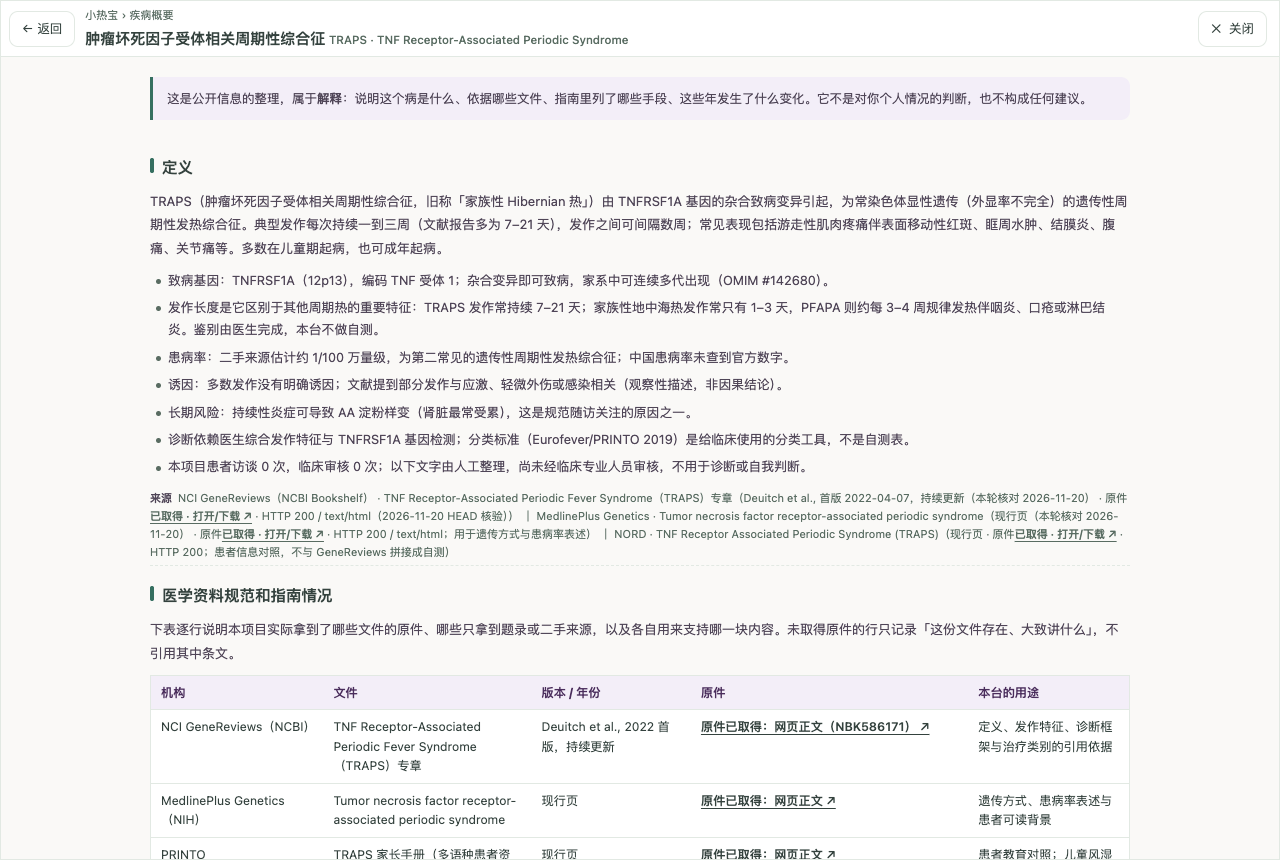 ← 返回
小热宝 › 疾病概要
肿瘤坏死因子受体相关周期性综合征 TRAPS · TNF Receptor-Associated Periodic Syndrome
× 关闭
这是公开信息的整理，属于解释：说明这个病是什么、依据哪些文件、指南里列了哪些手段、这些年发生了什么变化。它不是对你个人情况的判断，也不构成任何建议。
定义
TRAPS（肿瘤坏死因子受体相关周期性综合征，旧称「家族性 Hibernian 热」）由 TNFRSF1A 基因的杂合致病变异引起，为常染色体显性遗传（外显率不完全）的遗传性周
期性发热综合征。典型发作每次持续一到三周（文献报告多为 7–21 天），发作之间可间隔数周；常见表现包括游走性肌肉疼痛伴表面移动性红斑、眶周水肿、结膜炎、腹
痛、关节痛等。多数在儿童期起病，也可成年起病。
• 致病基因：TNFRSF1A（12p13），编码 TNF 受体 1；杂合变异即可致病，家系中可连续多代出现（OMIM #142680）。
• 发作长度是它区别于其他周期热的重要特征：TRAPS 发作常持续 7–21 天；家族性地中海热发作常只有 1–3 天，PFAPA 则约每 3–4 周规律发热伴咽炎、口疮或淋巴结
炎。鉴别由医生完成，本台不做自测。
• 患病率：二手来源估计约 1/100 万量级，为第二常见的遗传性周期性发热综合征；中国患病率未查到官方数字。
• 诱因：多数发作没有明确诱因；文献提到部分发作与应激、轻微外伤或感染相关（观察性描述，非因果结论）。
• 长期风险：持续性炎症可导致 AA 淀粉样变（肾脏最常受累），这是规范随访关注的原因之一。
• 诊断依赖医生综合发作特征与 TNFRSF1A 基因检测；分类标准（Eurofever/PRINTO 2019）是给临床使用的分类工具，不是自测表。
• 本项目患者访谈 0 次，临床审核 0 次；以下文字由人工整理，尚未经临床专业人员审核，不用于诊断或自我判断。
来源 NCI GeneReviews（NCBI Bookshelf） · TNF Receptor-Associated Periodic Fever Syndrome（TRAPS）专章（Deuitch et al., 首版 2022-04-07，持续更新（本轮核对 2026-11-20） · 原件
已取得 · 打开/下载 ↗ · HTTP 200 / text/html（2026-11-20 HEAD 核验）） ｜ MedlinePlus Genetics · Tumor necrosis factor receptor-associated periodic syndrome（现行页（本轮核对 2026-
11-20） · 原件已取得 · 打开/下载 ↗ · HTTP 200 / text/html；用于遗传方式与患病率表述） ｜ NORD · TNF Receptor Associated Periodic Syndrome (TRAPS)（现行页 · 原件已取得 · 打开/下载 ↗ ·
HTTP 200；患者信息对照，不与 GeneReviews 拼接成自测）
医学资料规范和指南情况
下表逐行说明本项目实际拿到了哪些文件的原件、哪些只拿到题录或二手来源，以及各自用来支持哪一块内容。未取得原件的行只记录「这份文件存在、大致讲什么」，不
引用其中条文。
机构 文件 版本 / 年份 原件 本台的用途
NCI GeneReviews（NCBI） TNF Receptor-Associated Deuitch et al., 2022 首 原件已取得：网页正文（NBK586171） ↗ 定义、发作特征、诊断框
Periodic Fever Syndrome 版，持续更新 架与治疗类别的引用依据
（TRAPS）专章
MedlinePlus Genetics Tumor necrosis factor receptor- 现行页 原件已取得：网页正文 ↗ 遗传方式、患病率表述与
（NIH） associated periodic syndrome 患者可读背景
PRINTO TRAPS 家长手册（多语种患者资 现行页 原件已取得：网页正文 ↗ 患者教育对照；儿童风湿